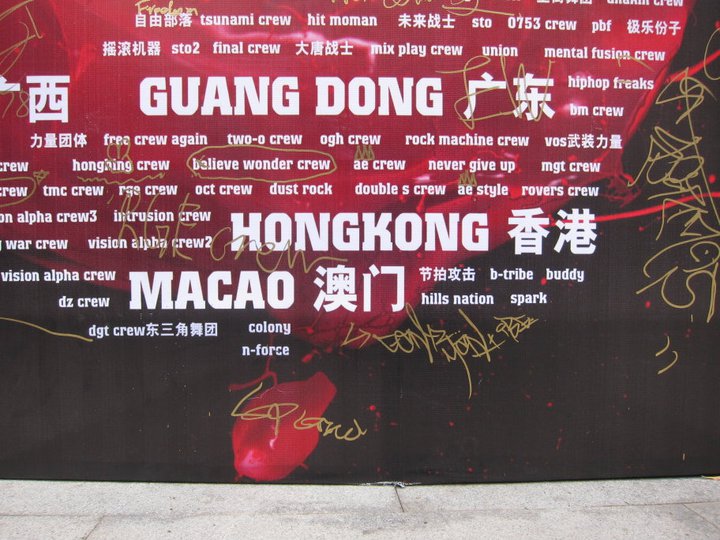 Freedom
自由部落 tsunami crew hit moman 未来战士 sto 0753 crew pbf 极乐份子
摇滚机器 sto2 final crew 大唐战士 mix play crew union mental fusion crew
广西 GUANG DONG 广东 hiphop freaks
bm crew
力量团体 free crew again two-o crew ogh crew rock machine crew vos武装力量
crew hongbing crew believe wonder crew ae crew never give up mgt crew
crew tmc crew rge crew oct crew dust rock double s crew ae style rovers crew
on alpha crew3 intrusion crew
war crew vision alpha crew2 HONGKONG 香港
vision alpha crew MACAO 澳门 节拍攻击 b-tribe buddy
dz crew hills nation spark
dgt crew东三角舞团 colony
n-force